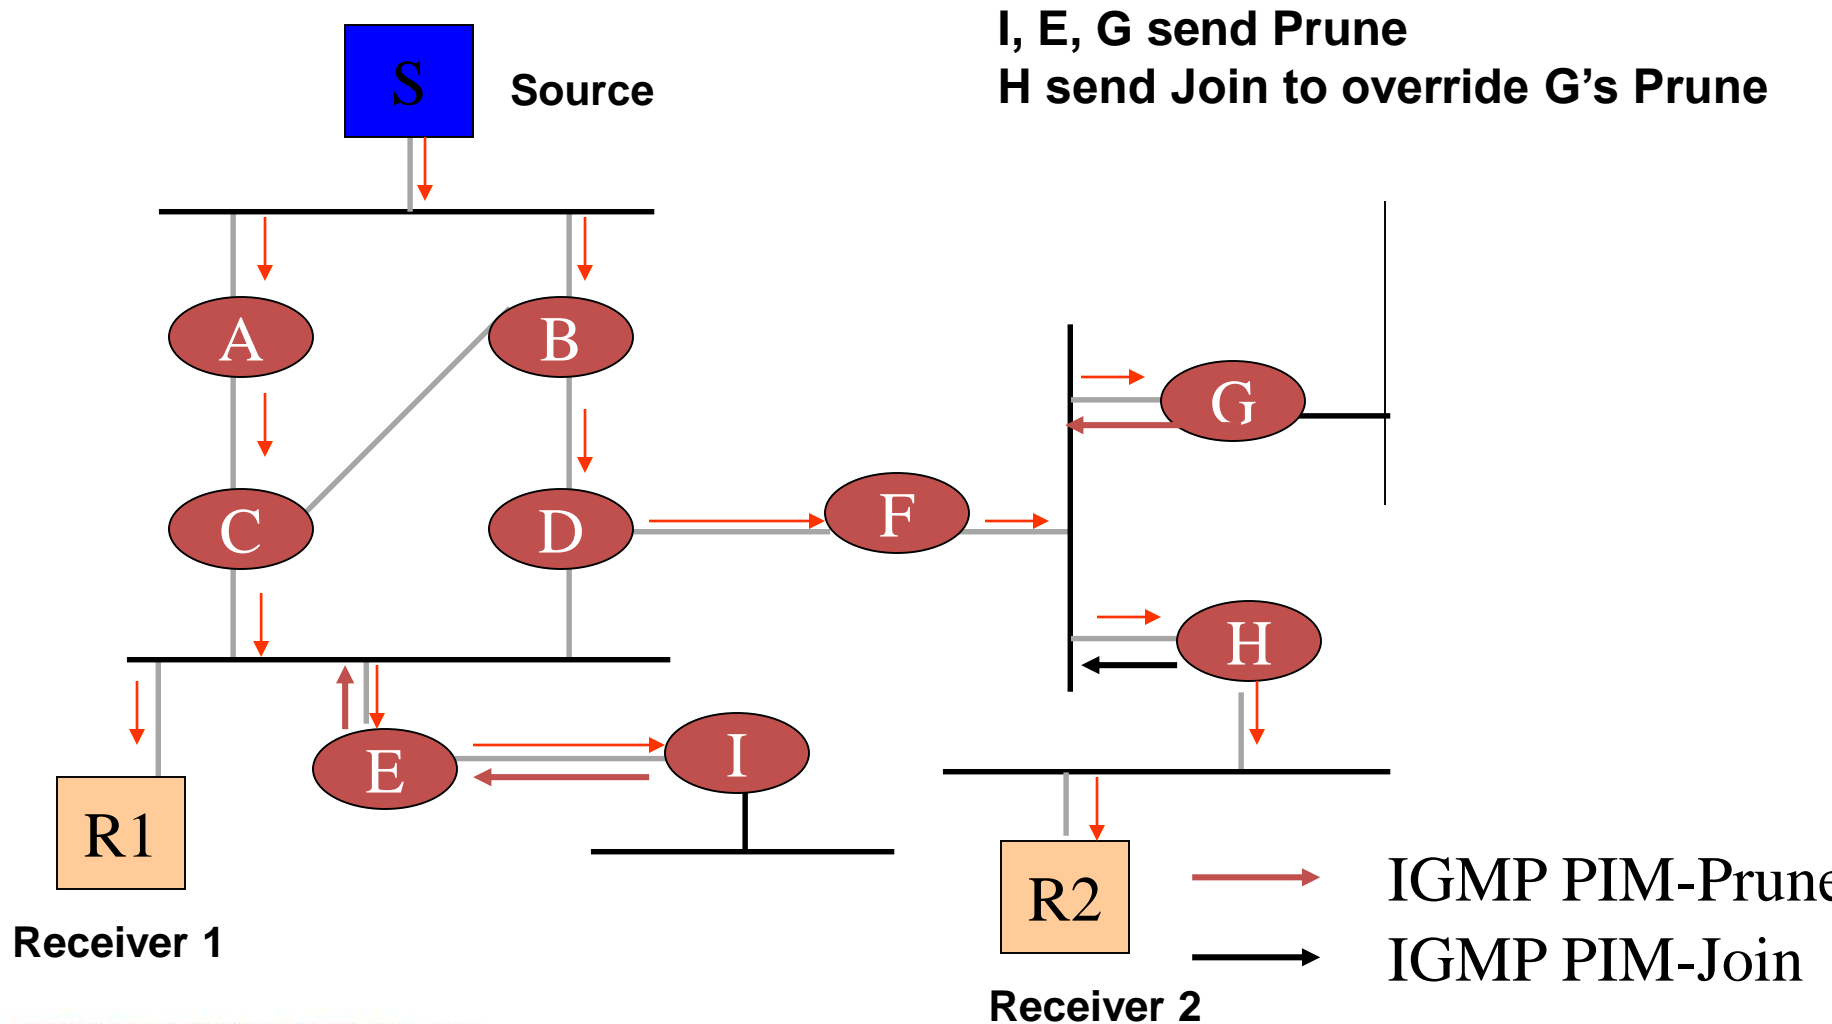 I, E, G send Prune
H send Join to override G's Prune
S
Source
A
B
G
C
D
F
H
E
I
R1
R2
IGMP PIM-Prune
IGMP PIM-Join
Receiver 1
Receiver 2